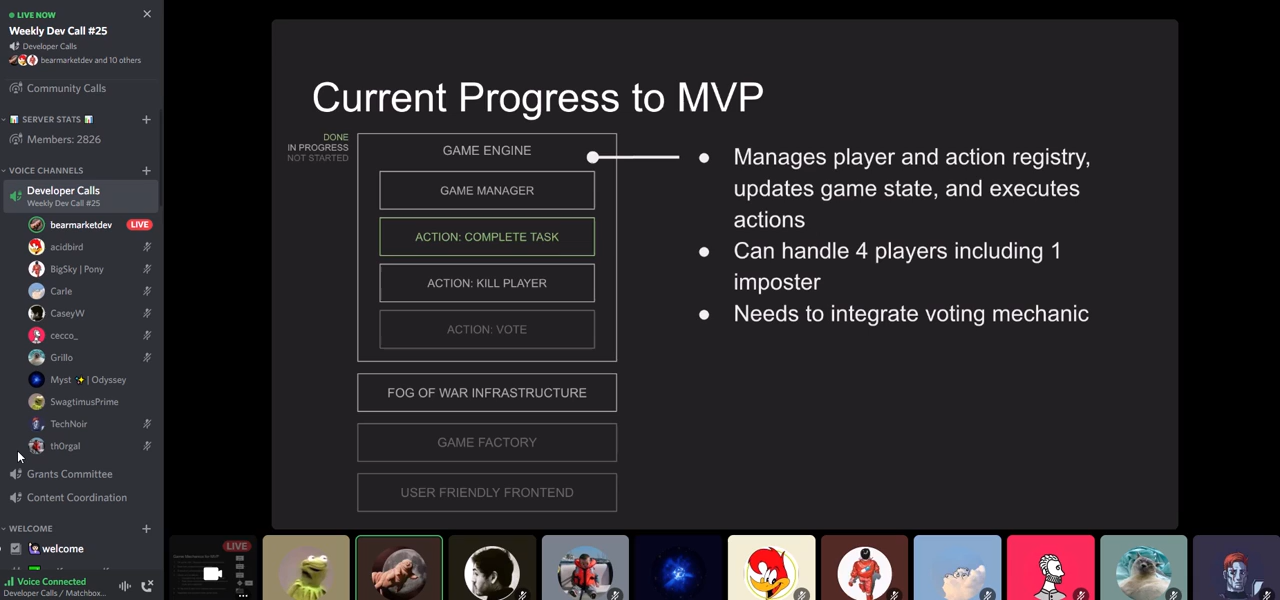 LIVE NOW
Weekly Dev Call #25
Developer Calls
bearmarketdev and 10 others
Community Calls
SERVER STATS
Members: 2826
VOICE CHANNELS
Developer Calls
Weekly Dev Call #25
bearmarketdev LIVE
acidbird
BigSky | Pony
Carle
CaseyW
cecco_
Grillo
Myst ✨ | Odyssey
SwagtimusPrime
TechNoir
th0rgal
Grants Committee
Content Coordination
WELCOME
welcome
Voice Connected
Developer Calls / Matchbox...
Current Progress to MVP
DONE
IN PROGRESS
NOT STARTED
GAME ENGINE
GAME MANAGER
ACTION: COMPLETE TASK
ACTION: KILL PLAYER
ACTION: VOTE
FOG OF WAR INFRASTRUCTURE
GAME FACTORY
USER FRIENDLY FRONTEND
● Manages player and action registry,
updates game state, and executes
actions
● Can handle 4 players including 1
imposter
● Needs to integrate voting mechanic
LIVE